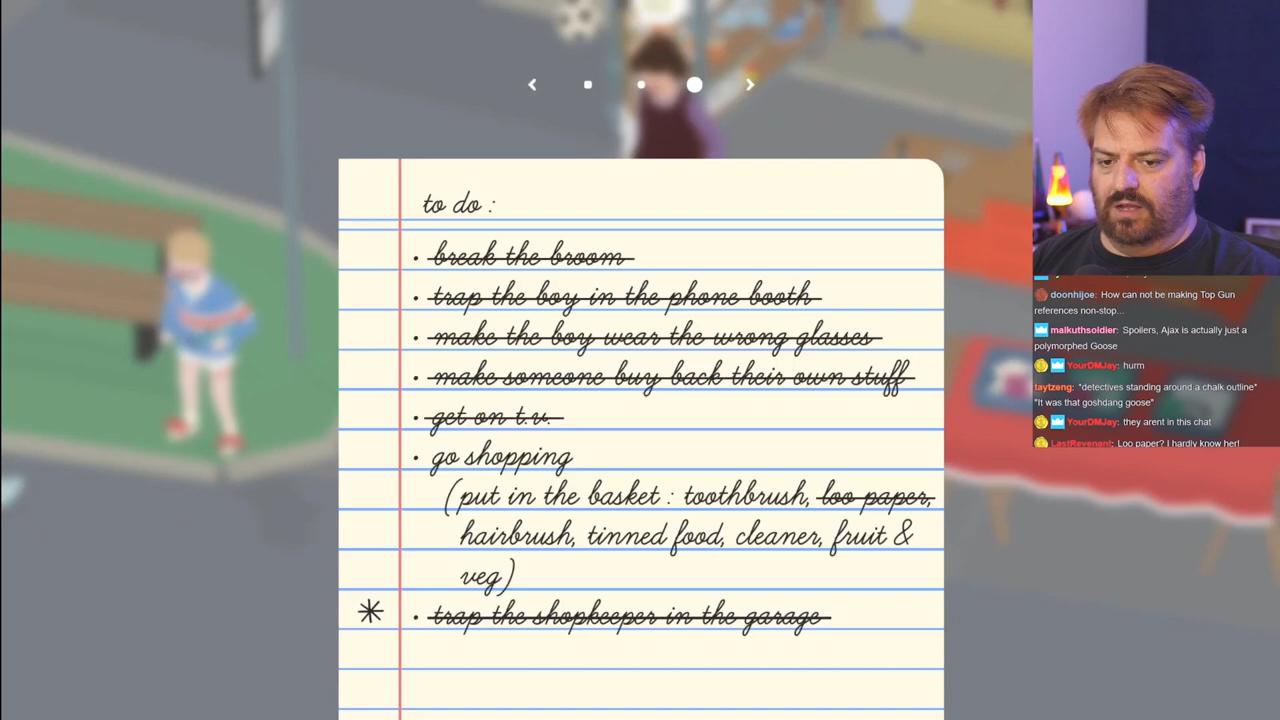 to do :
• break the broom
• trap the boy in the phone booth
• make the boy wear the wrong glasses
• make someone buy back their own stuff
• get on t.v.
• go shopping
(put in the basket : toothbrush, loo paper,
hairbrush, tinned food, cleaner, fruit &
veg)
• trap the shopkeeper in the garage
doonhijoe: How can not be making Top Gun
references non-stop...
malkuthsoldier: Spoilers, Ajax is actually just a
polymorphed Goose
YourDMJay: hurm
taytzeng: "detectives standing around a chalk outline"
"It was that goshdang goose"
YourDMJay: they arent in this chat
LastRevenant: Loo paper? I hardly know her!